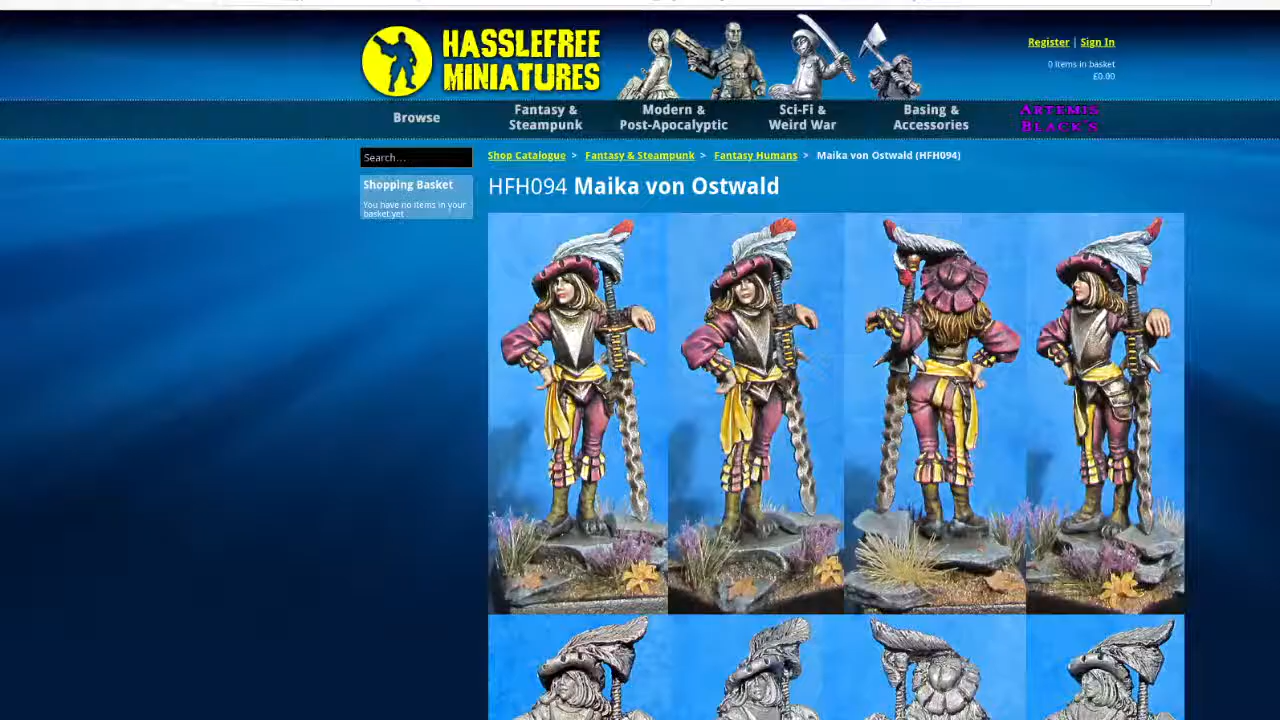 HASSLEFREE
MINIATURES
Register | Sign In
0 items in basket
£0.00
Browse
Fantasy &
Steampunk
Modern &
Post-Apocalyptic
Sci-Fi &
Weird War
Basing &
Accessories
ARTEMIS
BLACK'S
Search...
Shop Catalogue > Fantasy & Steampunk > Fantasy Humans > Maika von Ostwald (HFH094)
Shopping Basket
You have no items in your
basket yet
HFH094 Maika von Ostwald